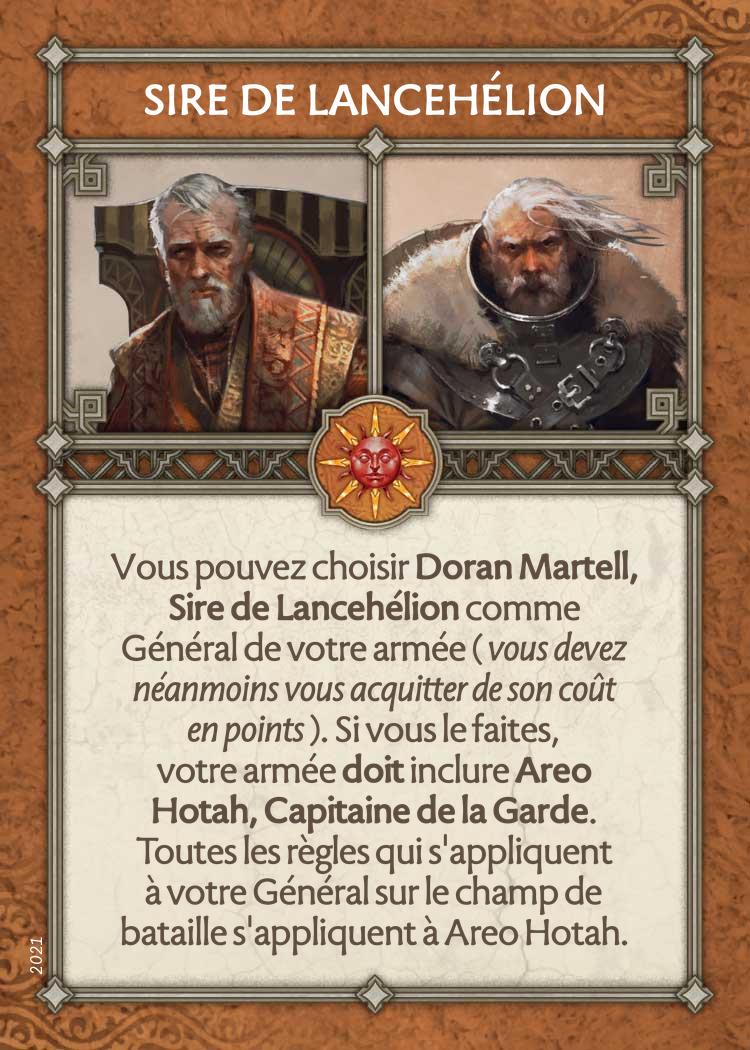 SIRE DE LANCEHÉLION
Vous pouvez choisir Doran Martell,
Sire de Lancehélion comme
Général de votre armée ( vous devez
néanmoins vous acquitter de son coût
en points ). Si vous le faites,
votre armée doit inclure Areo
Hotah, Capitaine de la Garde.
Toutes les règles qui s'appliquent
à votre Général sur le champ de
bataille s'appliquent à Areo Hotah.
2021